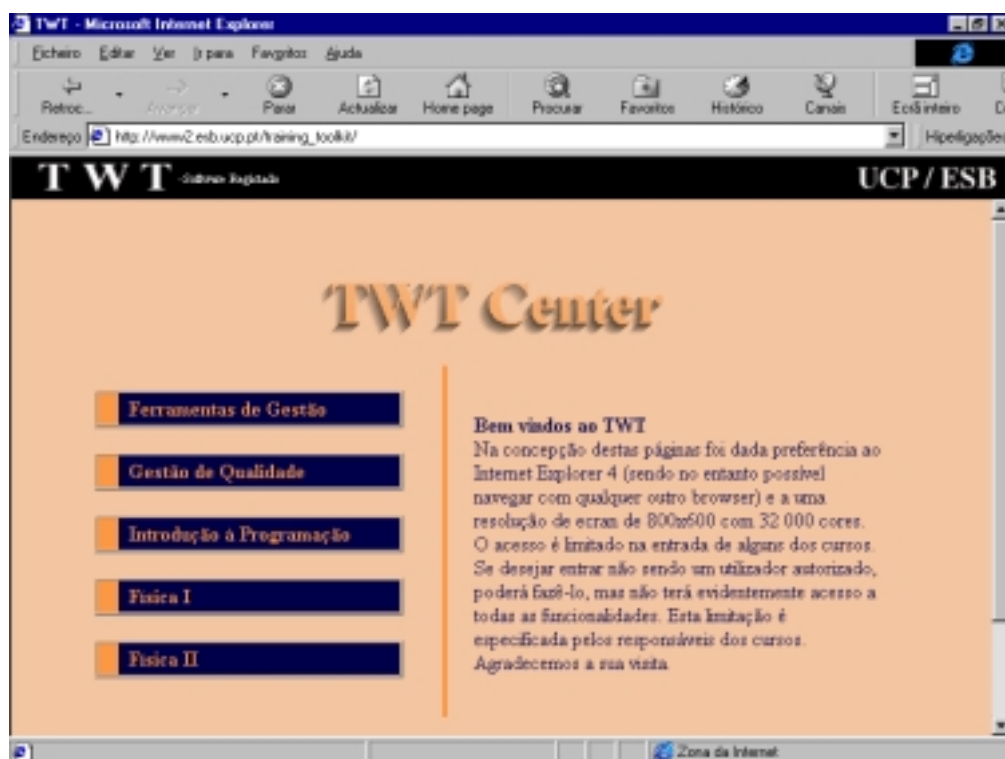 TWT - Microsoft Internet Explorer
Ficheiro Editar Ver Ir para Favoritos Ajuda
Retroc... Avançar Parar Actualizar Home page Procurar Favoritos Histórico Canais Ecrã inteiro
Endereço http://www2.esb.ucp.pt/training_toolkit/ Hiperligações
T W T -Software Registado UCP / ESB
TWT Center
Ferramentas de Gestão
Gestão de Qualidade
Introdução à Programação
Fisica I
Fisica II
Bem vindos ao TWT
Na concepção destas páginas foi dada preferência ao
Internet Explorer 4 (sendo no entanto possível
navegar com qualquer outro browser) e a uma
resolução de ecran de 800x600 com 32 000 cores.
O acesso é limitado na entrada de alguns dos cursos.
Se desejar entrar não sendo um utilizador autorizado,
poderá fazê-lo, mas não terá evidentemente acesso a
todas as funcionalidades. Esta limitação é
especificada pelos responsáveis dos cursos.
Agradecemos a sua visita
Zona da Internet